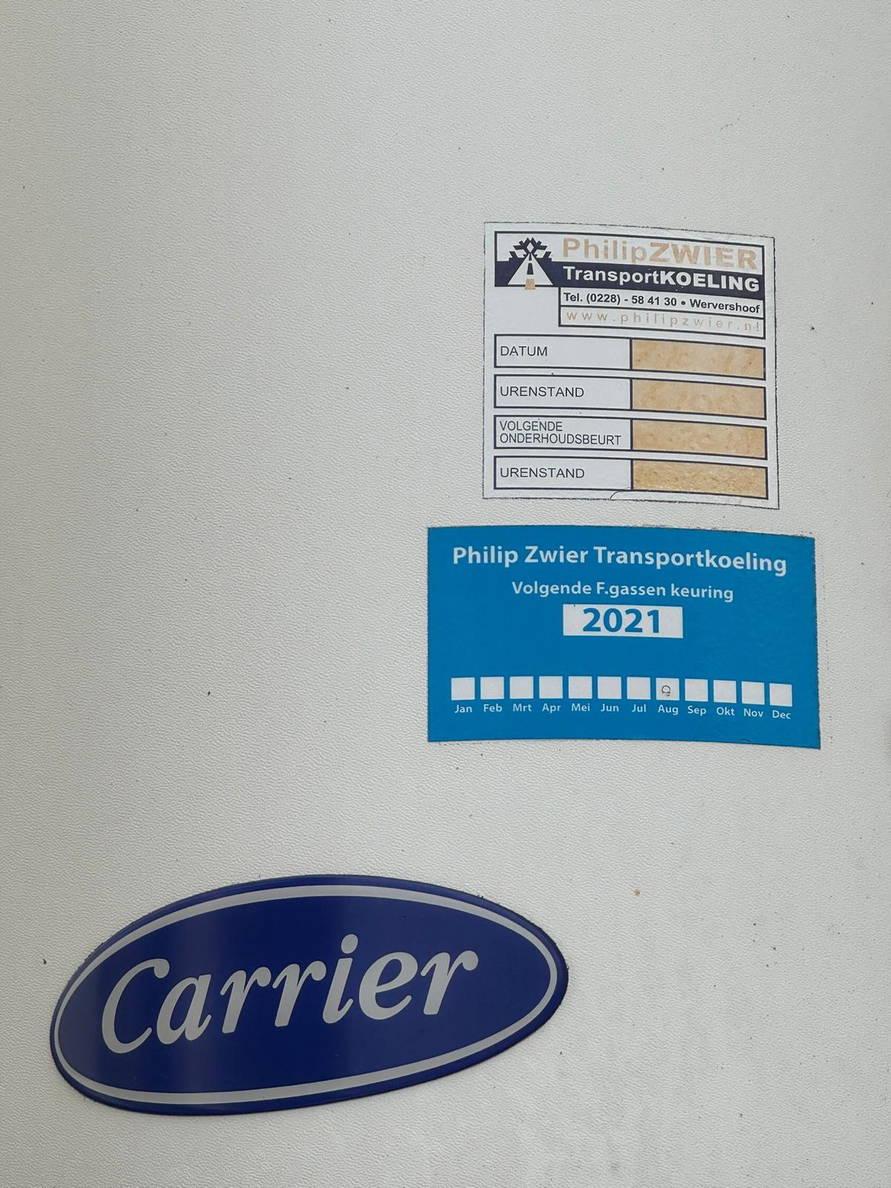 PhilipZWIER
TransportKOELING
Tel. (0228) - 58 41 30 • Wervershoof
www.philipzwier.nl
DATUM
URENSTAND
VOLGENDE
ONDERHOUDSBEURT
URENSTAND
Philip Zwier Transportkoeling
Volgende F.gassen keuring
2021
Jan Feb Mrt Apr Mei Jun Jul Aug Sep Okt Nov Dec
Carrier